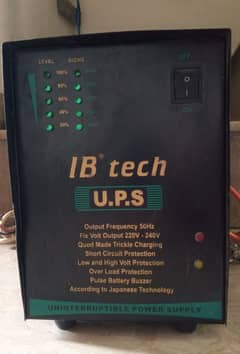 LEVEL SIGNS
OFF
100%
80%
60%
40%
20%
IB® tech
U.P.S
Output Frequency 50Hz
Fix Volt Output 220V - 240V
Quad Made Trickle Charging
Short Circuit Protection
Low and High Volt Protection
Over Load Protection
Pulse Battery Buzzer
According to Japanese Technology
UNINTERRUPTIBLE POWER SUPPLY